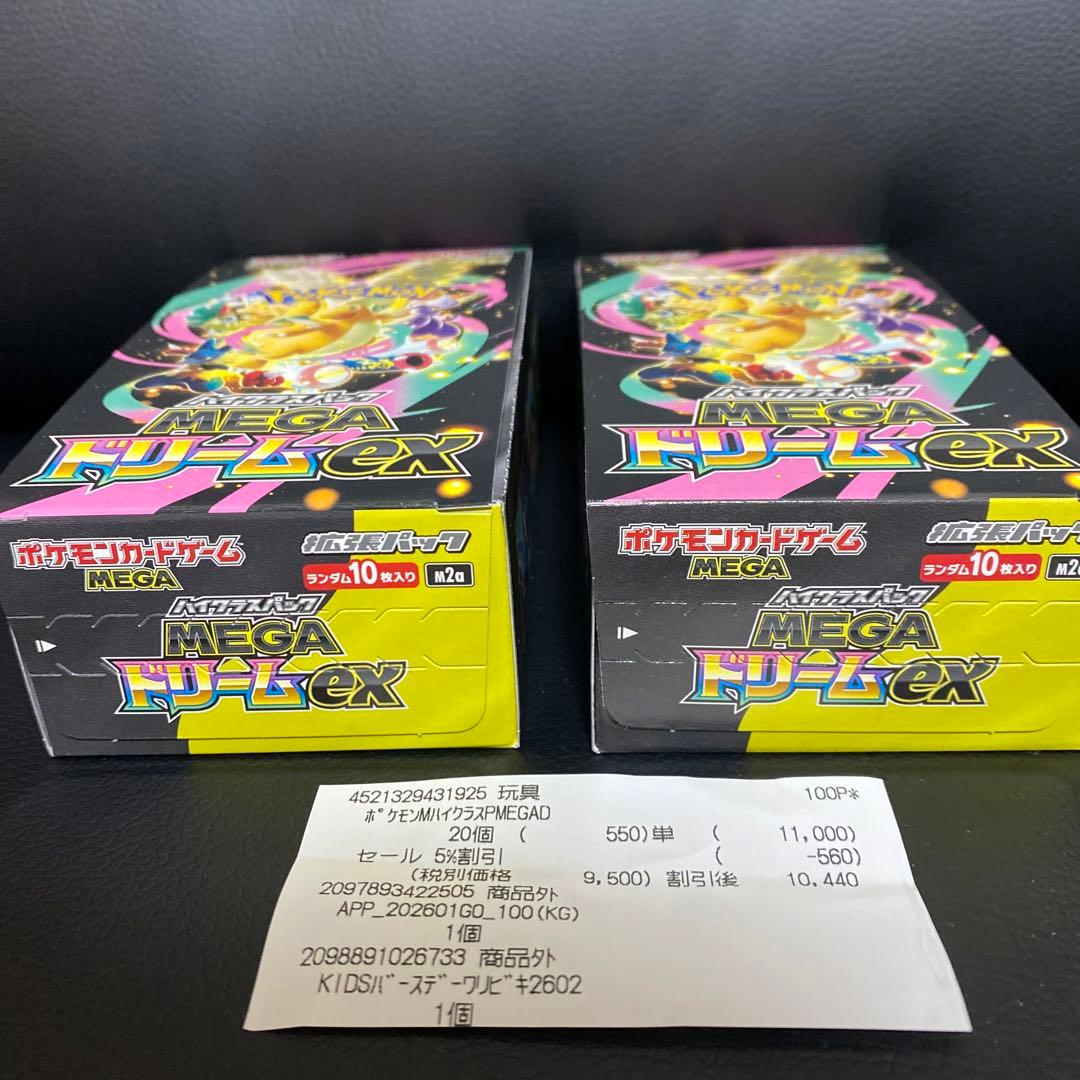 POKÉMON
ハイクラスパック
MEGA
ドリームex
ポケモンカードゲーム
MEGA
拡張パック
ランダム10枚入り
M2a
ハイクラスパック
MEGA
ドリームex
POKÉMON
ハイクラスパック
MEGA
ドリームex
ポケモンカードゲーム
MEGA
拡張パック
ランダム10枚入り
ハイクラスパック
MEGA
ドリームex
4521329431925 玩具 100P*
ポケモンMハイクラスPMEGAD
20個 ( 550)単 ( 11,000)
セール 5%割引 ( -560)
(税別価格 9,500) 割引後 10,440
2097893422505 商品外
APP_202601GO_100(KG)
1個
2098891026733 商品外
KIDSバースデーワリビキ2602
1個